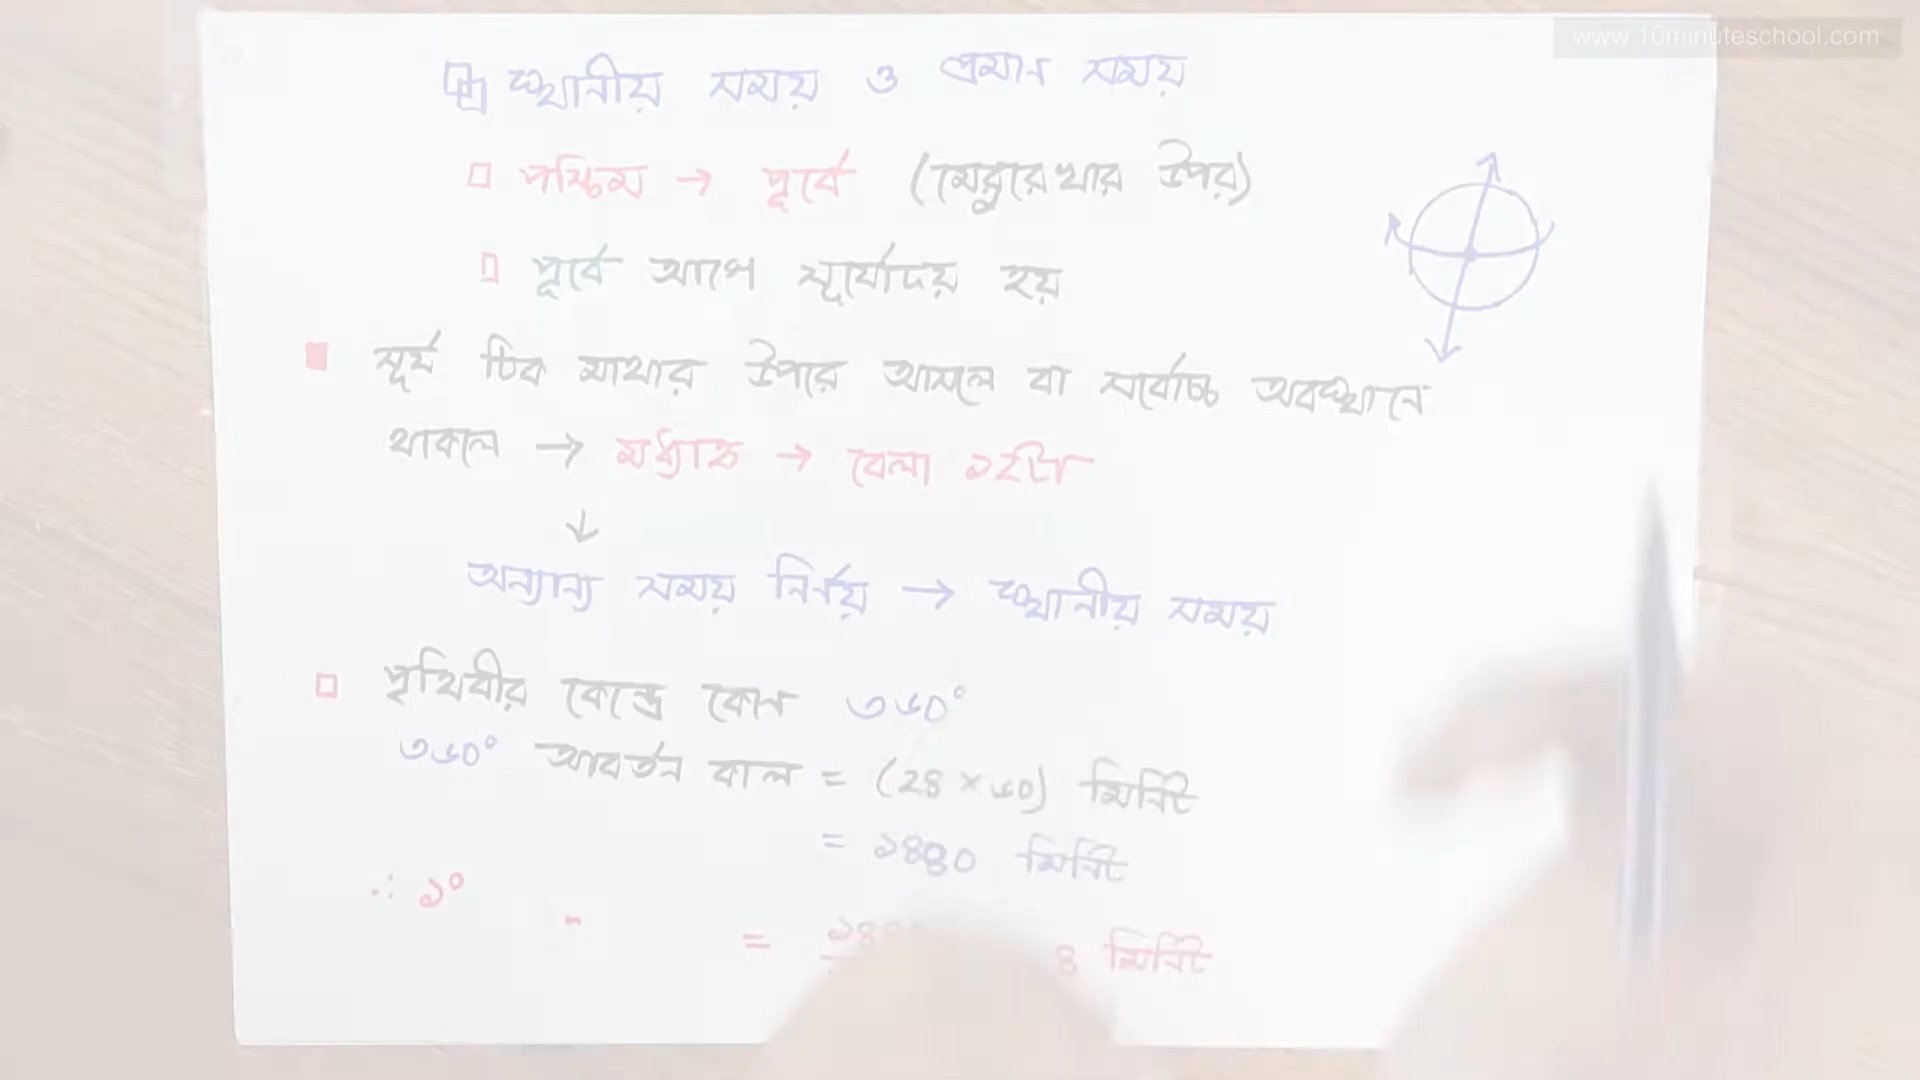 www.10minuteschool.com
স্থানীয় সময় ও প্রমান সময়
পশ্চিম → পূর্বে (মেরুরেখার উপর)
পূর্বে আগে সূর্যোদয় হয়
সূর্য ঠিক মাথার উপরে আসলে বা সর্বোচ্চ অবস্থানে
থাকলে → মধ্যাহ্ন → বেলা ১২টা
↓
অন্যান্য সময় নির্ণয় → স্থানীয় সময়
পৃথিবীর কেন্দ্রে কোন ৩৬০°
৩৬০° আবর্তন কাল = (২৪ × ৬০) মিনিট
= ১৪৪০ মিনিট
∴ ১° " = ৪ মিনিট